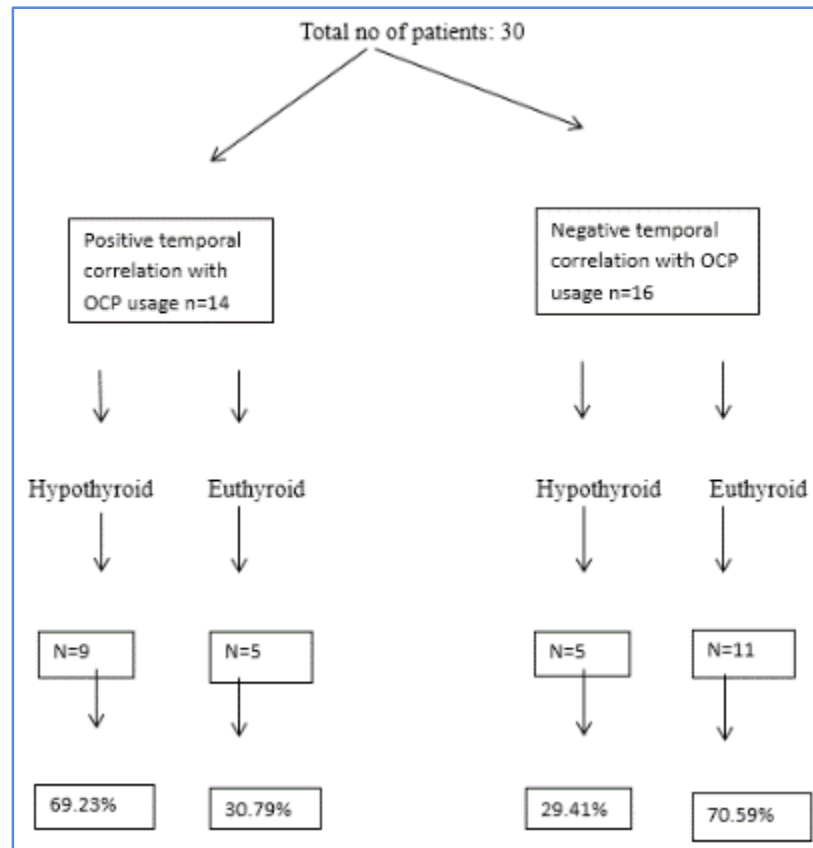 Total no of patients: 30
Positive temporal
correlation with
OCP usage n=14
Negative temporal
correlation with OCP
usage n=16
Hypothyroid
Euthyroid
Hypothyroid
Euthyroid
N=9
N=5
N=5
N=11
69.23%
30.79%
29.41%
70.59%